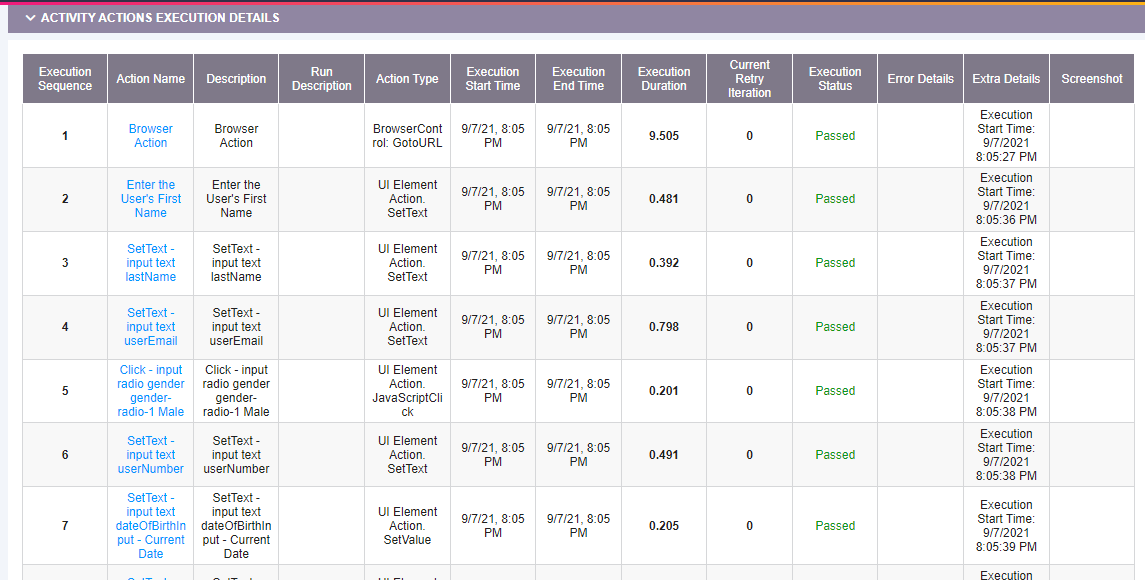 ACTIVITY ACTIONS EXECUTION DETAILS
Execution Sequence	Action Name	Description	Run Description	Action Type	Execution Start Time	Execution End Time	Execution Duration	Current Retry Iteration	Execution Status	Error Details	Extra Details	Screenshot
1	Browser Action	Browser Action		BrowserControl: GotoURL	9/7/21, 8:05 PM	9/7/21, 8:05 PM	9.505	0	Passed		Execution Start Time: 9/7/2021 8:05:27 PM
2	Enter the User's First Name	Enter the User's First Name		UI Element Action. SetText	9/7/21, 8:05 PM	9/7/21, 8:05 PM	0.481	0	Passed		Execution Start Time: 9/7/2021 8:05:36 PM
3	SetText - input text lastName	SetText - input text lastName		UI Element Action. SetText	9/7/21, 8:05 PM	9/7/21, 8:05 PM	0.392	0	Passed		Execution Start Time: 9/7/2021 8:05:37 PM
4	SetText - input text userEmail	SetText - input text userEmail		UI Element Action. SetText	9/7/21, 8:05 PM	9/7/21, 8:05 PM	0.798	0	Passed		Execution Start Time: 9/7/2021 8:05:37 PM
5	Click - input radio gender gender-radio-1 Male	Click - input radio gender gender-radio-1 Male		UI Element Action. JavaScriptClick	9/7/21, 8:05 PM	9/7/21, 8:05 PM	0.201	0	Passed		Execution Start Time: 9/7/2021 8:05:38 PM
6	SetText - input text userNumber	SetText - input text userNumber		UI Element Action. SetText	9/7/21, 8:05 PM	9/7/21, 8:05 PM	0.491	0	Passed		Execution Start Time: 9/7/2021 8:05:38 PM
7	SetText - input text dateOfBirthInput - Current Date	SetText - input text dateOfBirthInput - Current Date		UI Element Action. SetValue	9/7/21, 8:05 PM	9/7/21, 8:05 PM	0.205	0	Passed		Execution Start Time: 9/7/2021 8:05:39 PM
Execution